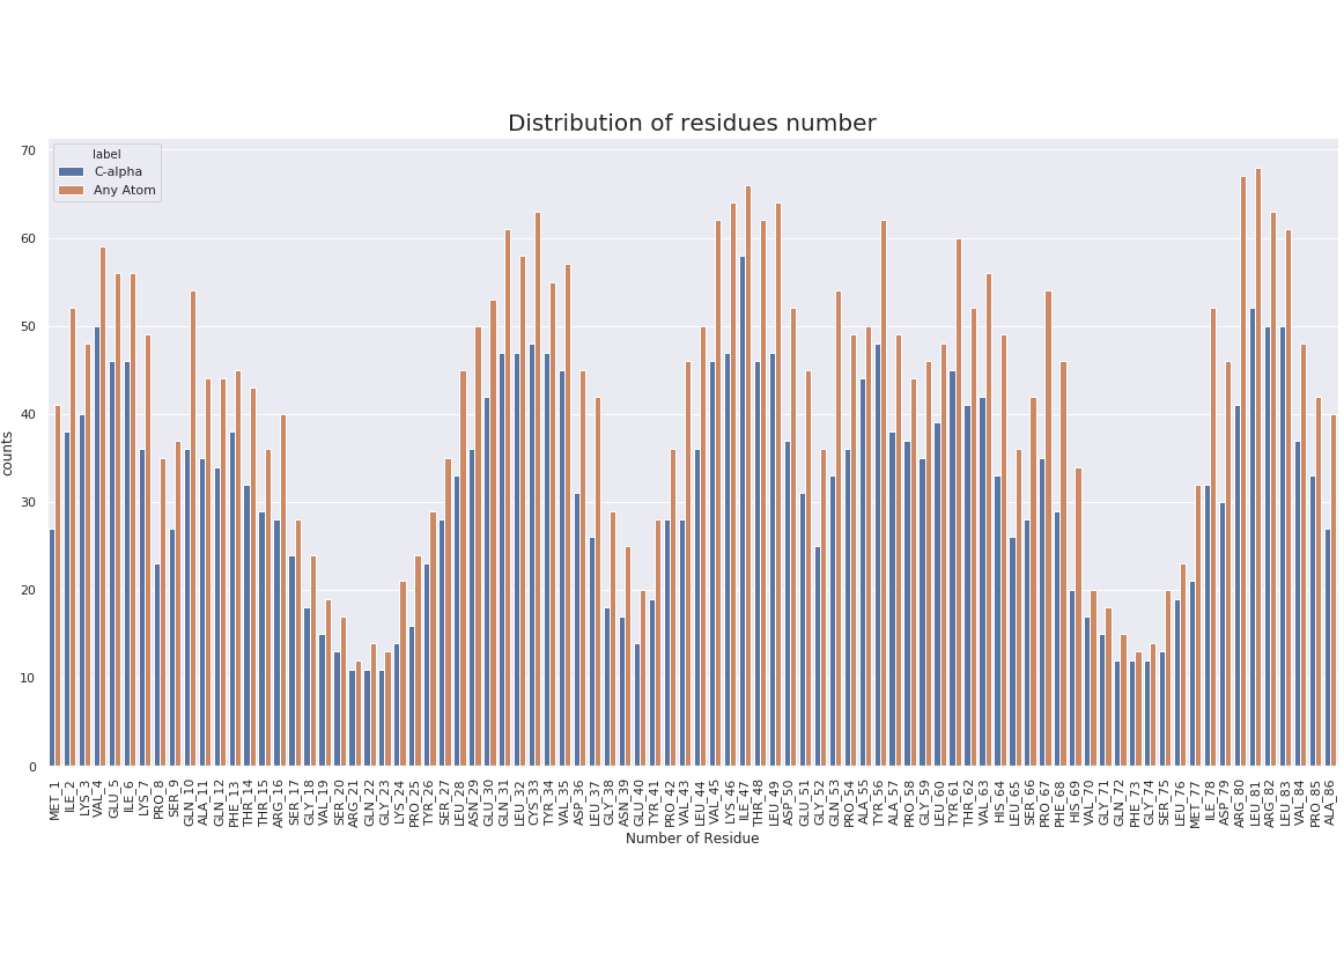 Distribution of residues number
label
C-alpha
Any Atom
70
60
50
40
30
20
10
0
counts
MET_1
ILE_2
LYS_3
VAL_4
GLU_5
ILE_6
LYS_7
PRO_8
SER_9
GLN_10
ALA_11
GLN_12
PHE_13
THR_14
THR_15
ARG_16
SER_17
GLY_18
VAL_19
SER_20
ARG_21
GLN_22
GLY_23
LYS_24
PRO_25
TYR_26
SER_27
LEU_28
ASN_29
GLU_30
GLN_31
LEU_32
CYS_33
TYR_34
VAL_35
ASP_36
LEU_37
GLY_38
ASN_39
GLU_40
TYR_41
PRO_42
VAL_43
LEU_44
VAL_45
LYS_46
ILE_47
THR_48
LEU_49
ASP_50
GLU_51
GLY_52
GLN_53
PRO_54
ALA_55
TYR_56
ALA_57
PRO_58
GLY_59
LEU_60
TYR_61
THR_62
VAL_63
HIS_64
LEU_65
SER_66
PRO_67
PHE_68
HIS_69
VAL_70
GLY_71
GLN_72
PHE_73
GLY_74
SER_75
LEU_76
MET_77
ILE_78
ASP_79
ARG_80
LEU_81
ARG_82
LEU_83
VAL_84
PRO_85
ALA_86
Number of Residue